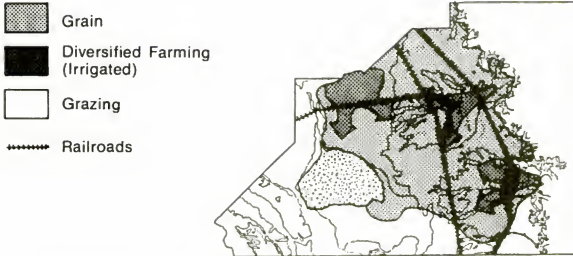 Grain
Diversified Farming
(Irrigated)
Grazing
Railroads